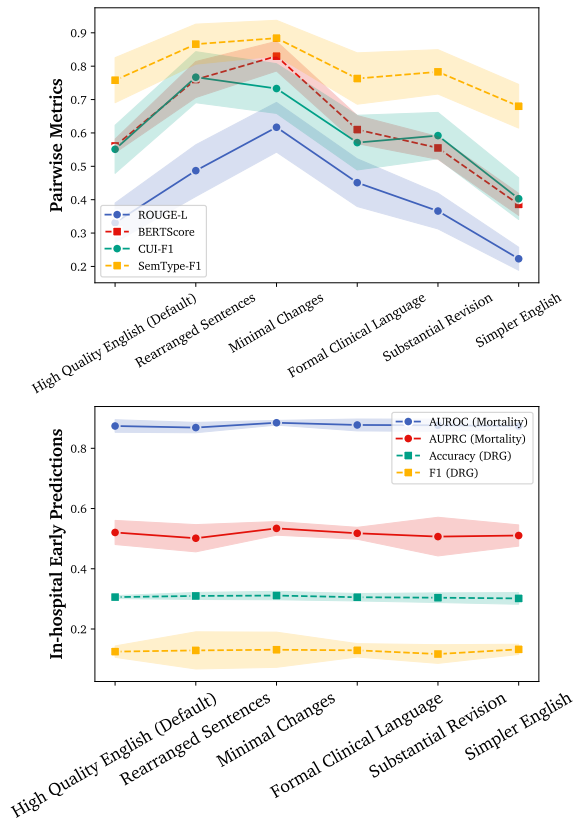 Pairwise Metrics
0.9
0.8
0.7
0.6
0.5
0.4
0.3
0.2
ROUGE-L
BERTScore
CUI-F1
SemType-F1
High Quality English (Default)
Rearranged Sentences
Minimal Changes
Formal Clinical Language
Substantial Revision
Simpler English
In-hospital Early Predictions
0.8
0.6
0.4
0.2
AUROC (Mortality)
AUPRC (Mortality)
Accuracy (DRG)
F1 (DRG)
High Quality English (Default)
Rearranged Sentences
Minimal Changes
Formal Clinical Language
Substantial Revision
Simpler English